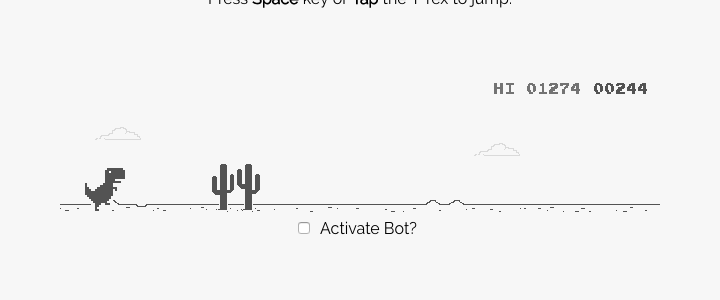 Press Space key or Tap the T-rex to jump.
HI 01274 00244
Activate Bot?